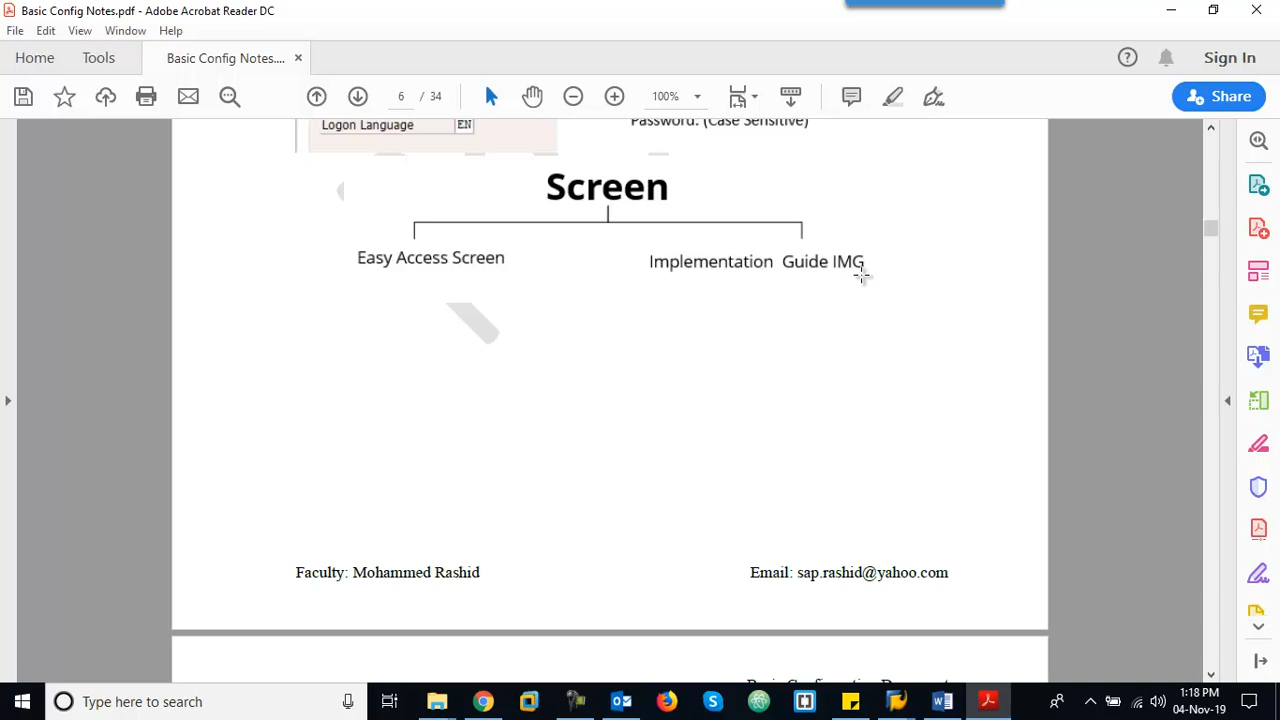 Basic Config Notes.pdf - Adobe Acrobat Reader DC
File Edit View Window Help
Home Tools Basic Config Notes.... × Sign In
6 / 34 100% Share
Logon Language EN Password: (Case Sensitive)
Screen
Easy Access Screen Implementation Guide IMG
Faculty: Mohammed Rashid Email: sap.rashid@yahoo.com
Type here to search
1:18 PM
04-Nov-19